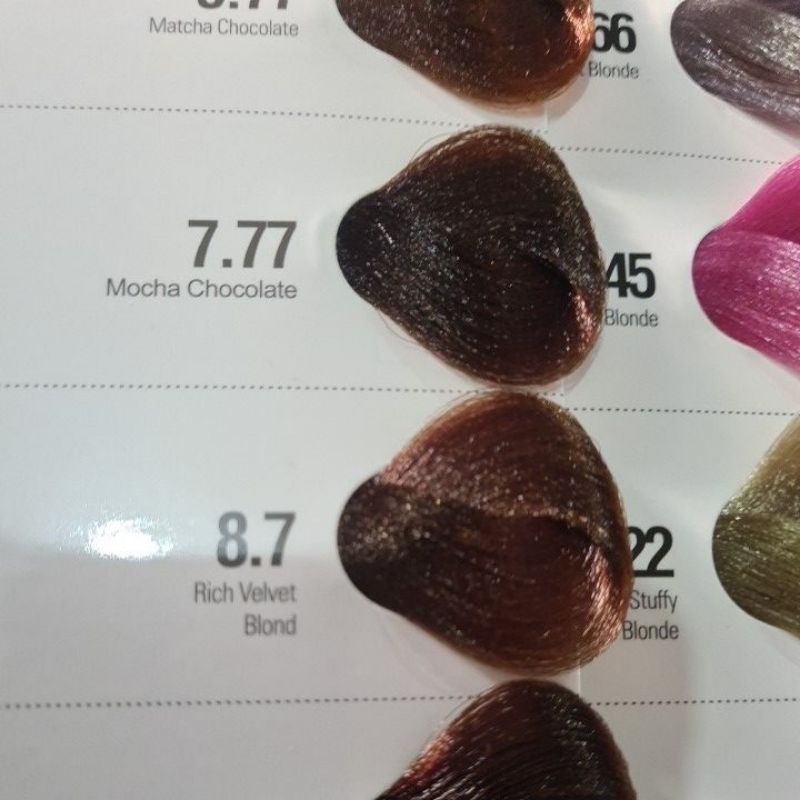 Matcha Chocolate
66
Blonde
7.77
Mocha Chocolate
45
Blonde
8.7
Rich Velvet
Blond
22
Stuffy
Blonde